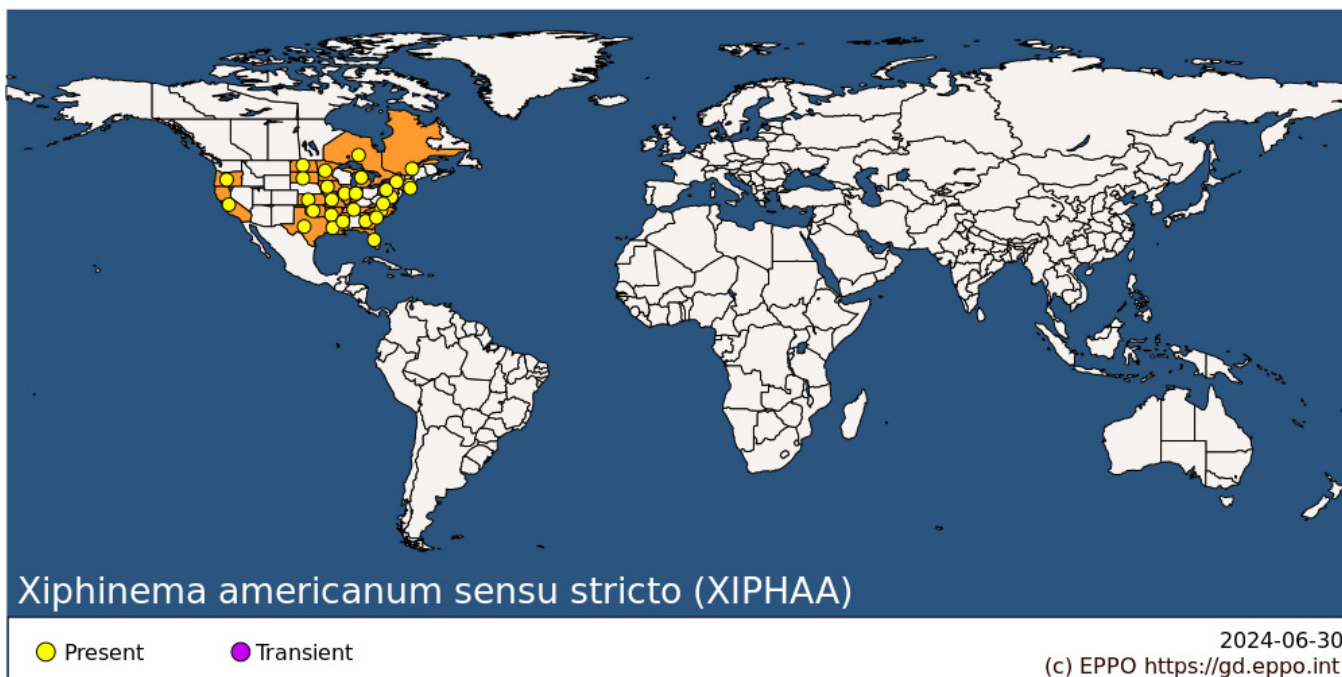 Xiphinema americanum sensu stricto (XIPHAA)
Present
Transient
2024-06-30
(c) EPPO https://gd.eppo.int